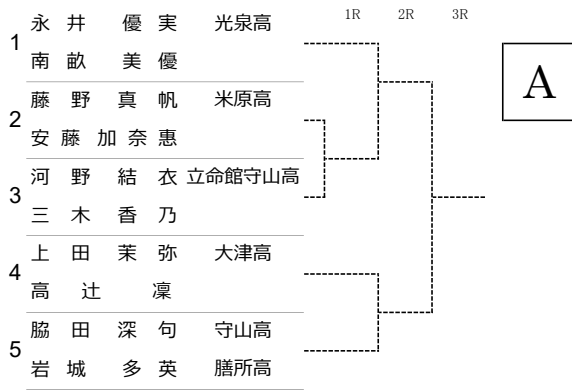 1R 2R 3R
A
1 永井 優実 光泉高
南畝 美優
2 藤野真帆 米原高
安藤加奈惠
3 河野結衣 立命館守山高
三木香乃
4 上田茉弥 大津高
高辻 凜
5 脇田深句 守山高
岩城多英 膳所高